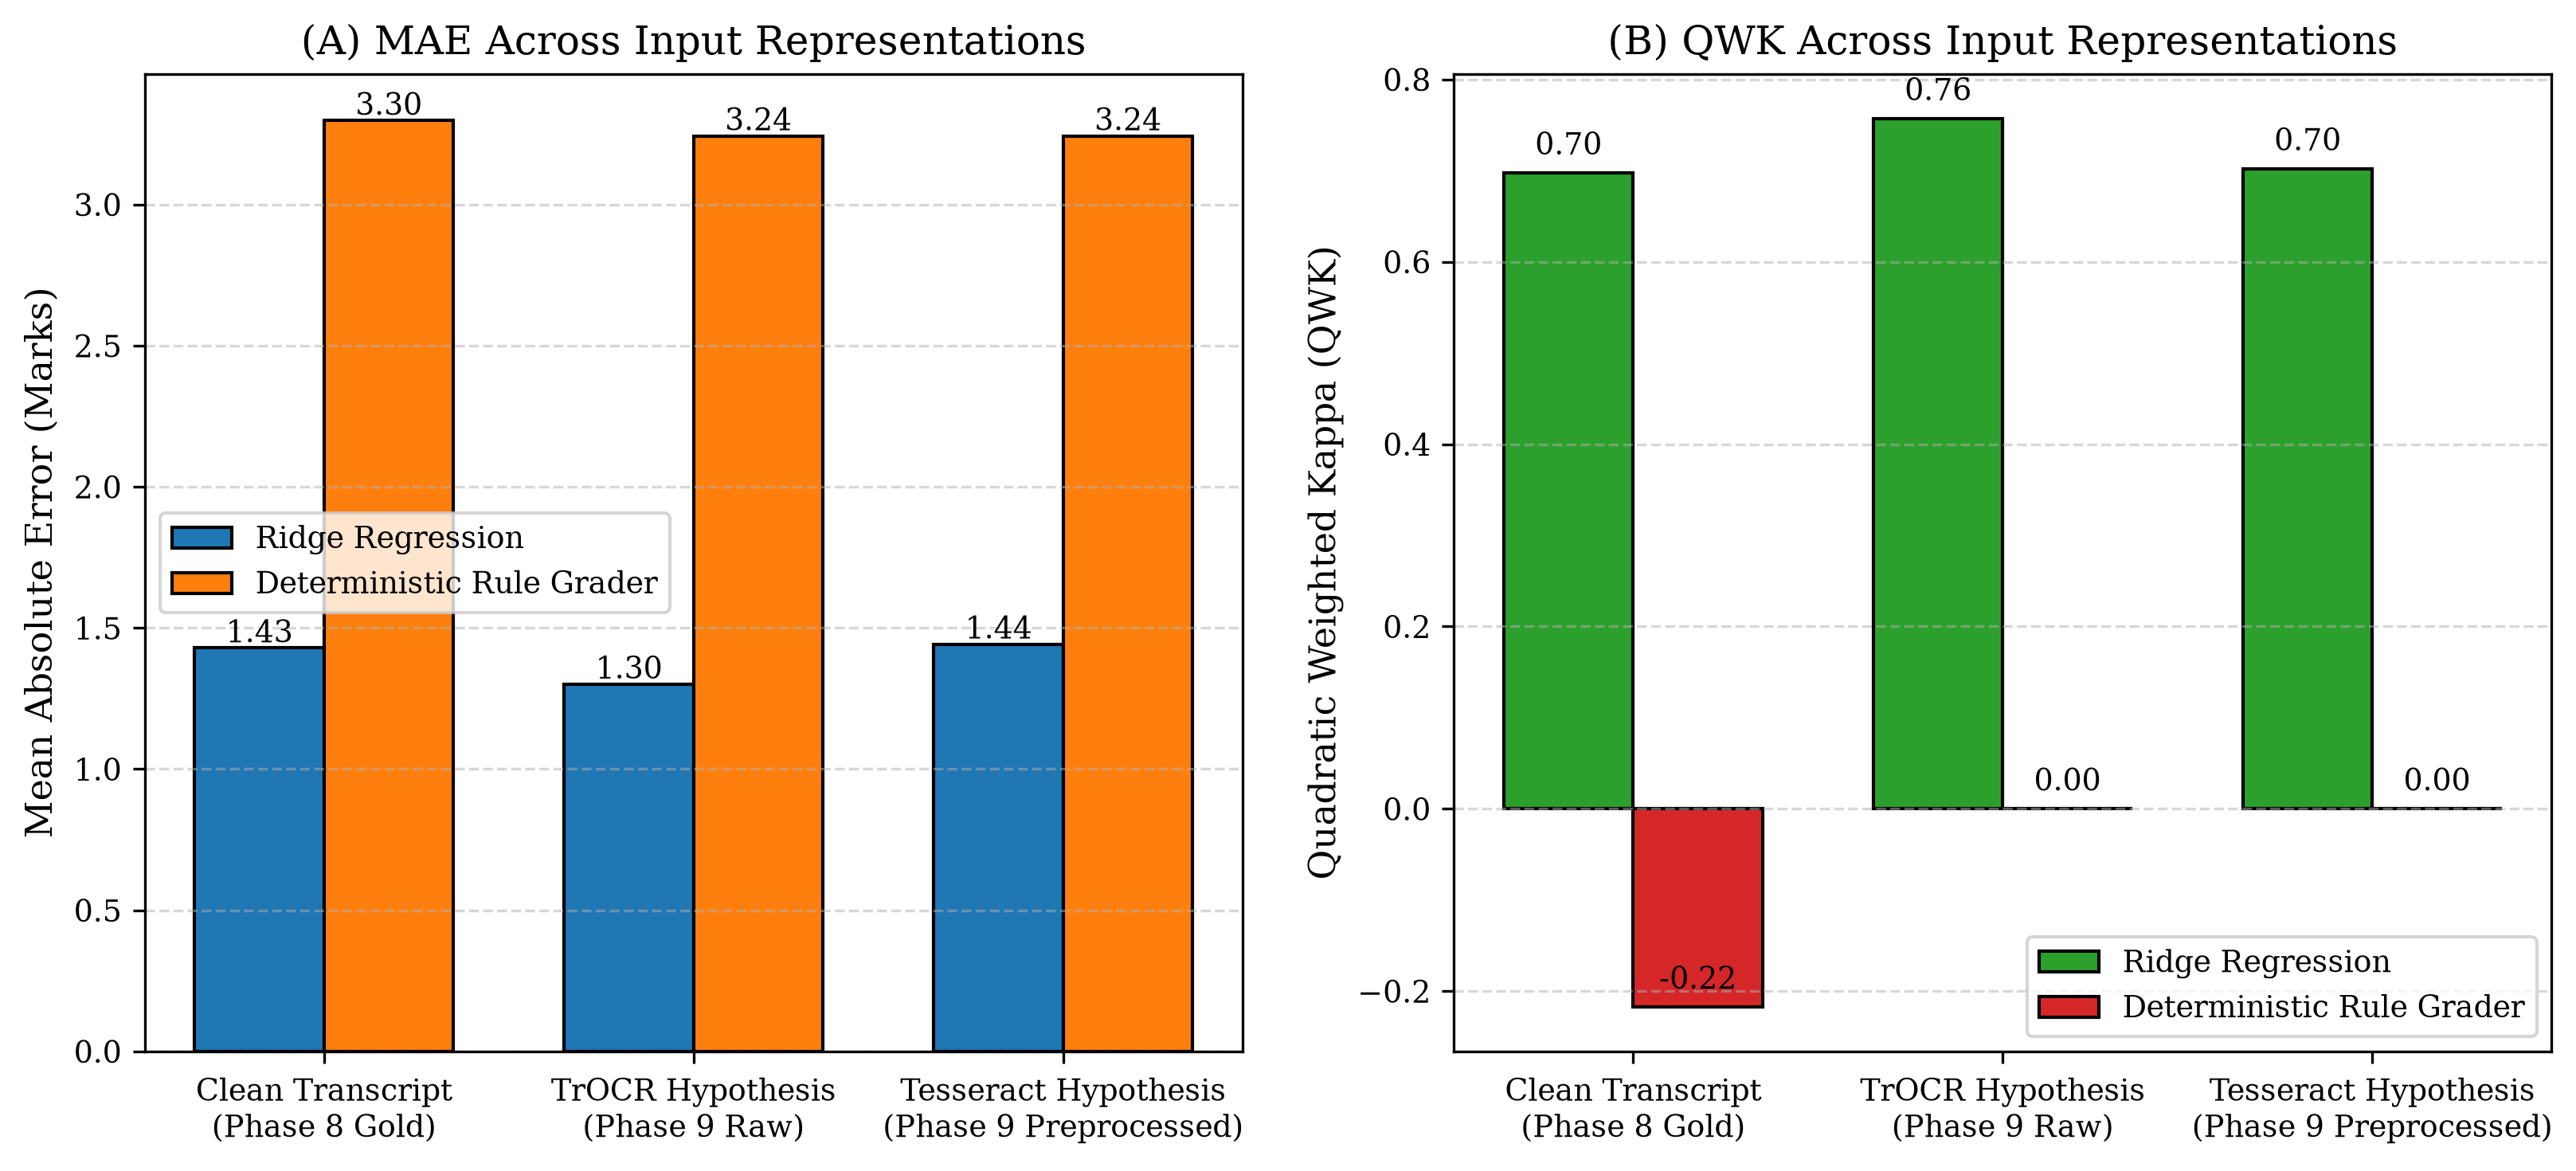 (A) MAE Across Input Representations
Mean Absolute Error (Marks)
3.0
2.5
2.0
1.5
1.0
0.5
0.0
3.30
3.24
3.24
1.43
1.30
1.44
Ridge Regression
Deterministic Rule Grader
Clean Transcript
(Phase 8 Gold)
TrOCR Hypothesis
(Phase 9 Raw)
Tesseract Hypothesis
(Phase 9 Preprocessed)
(B) QWK Across Input Representations
Quadratic Weighted Kappa (QWK)
0.8
0.6
0.4
0.2
0.0
−0.2
0.70
0.76
0.70
-0.22
0.00
0.00
Ridge Regression
Deterministic Rule Grader
Clean Transcript
(Phase 8 Gold)
TrOCR Hypothesis
(Phase 9 Raw)
Tesseract Hypothesis
(Phase 9 Preprocessed)